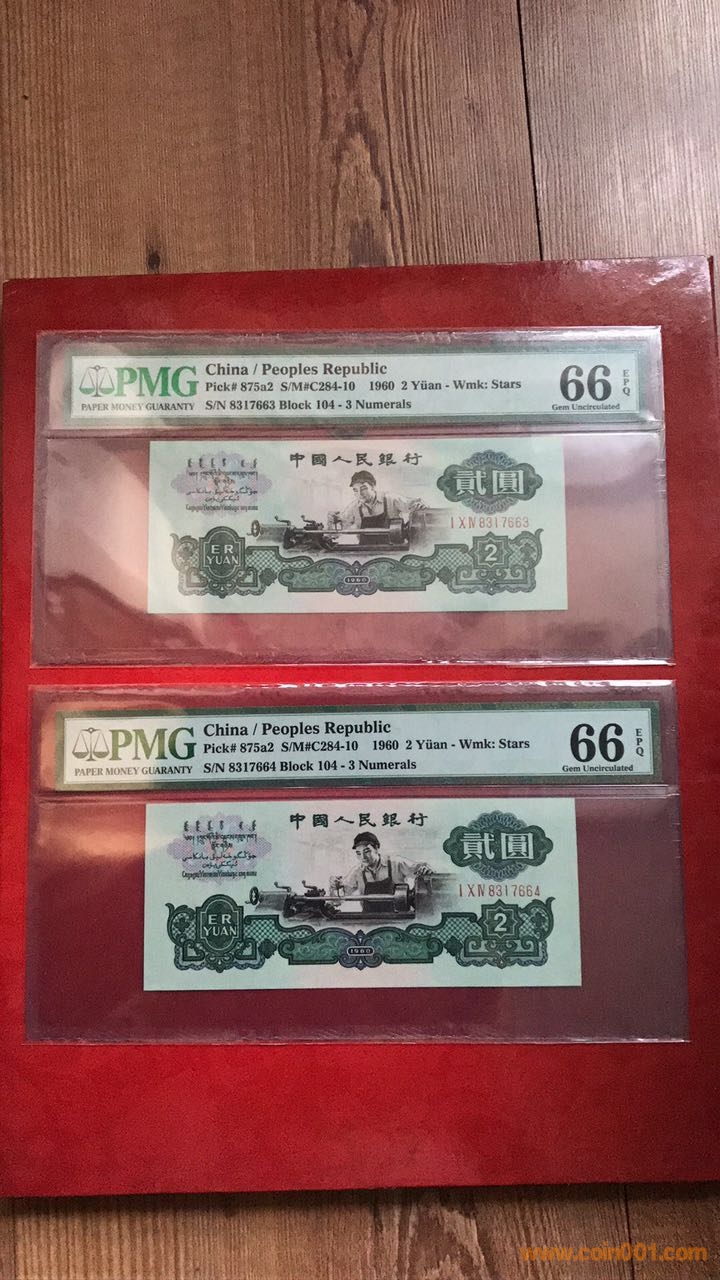 PMG
PAPER MONEY GUARANTY
China / Peoples Republic
Pick# 875a2 S/M#C284-10 1960 2 Yüan - Wmk: Stars
S/N 8317663 Block 104 - 3 Numerals
66
EPQ
Gem Uncirculated
中國人民銀行
貳圓
I X IV 8317663
ER
YUAN
2
1960
PMG
PAPER MONEY GUARANTY
China / Peoples Republic
Pick# 875a2 S/M#C284-10 1960 2 Yüan - Wmk: Stars
S/N 8317664 Block 104 - 3 Numerals
66
EPQ
Gem Uncirculated
中國人民銀行
貳圓
I X IV 8317664
ER
YUAN
2
1960
www.coin001.com